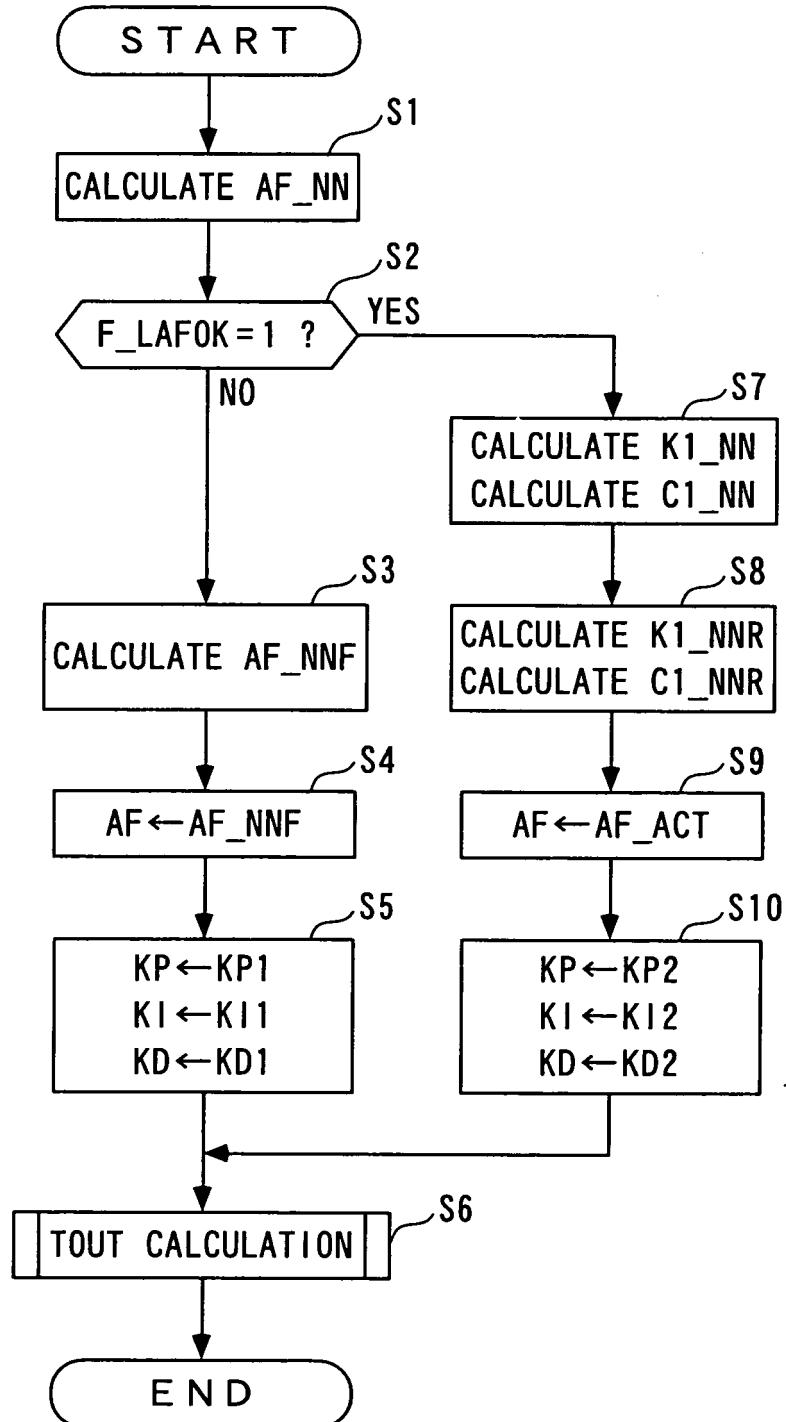 START
S1
CALCULATE AF_NN
S2
F_LAFOK=1 ?
YES
NO
S7
CALCULATE K1_NN
CALCULATE C1_NN
S3
CALCULATE AF_NNF
S8
CALCULATE K1_NNR
CALCULATE C1_NNR
S4
AF←AF_NNF
S9
AF←AF_ACT
S5
KP←KP1
KI←KI1
KD←KD1
S10
KP←KP2
KI←KI2
KD←KD2
S6
TOUT CALCULATION
END